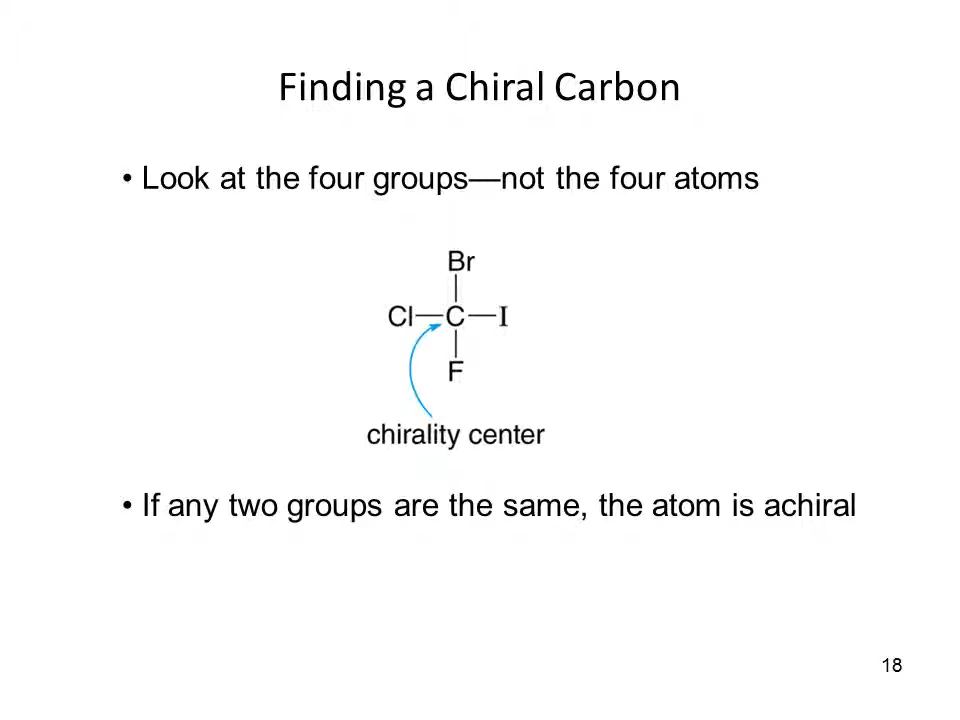 Finding a Chiral Carbon
• Look at the four groups—not the four atoms
Br
Cl—C—I
F
chirality center
• If any two groups are the same, the atom is achiral
18